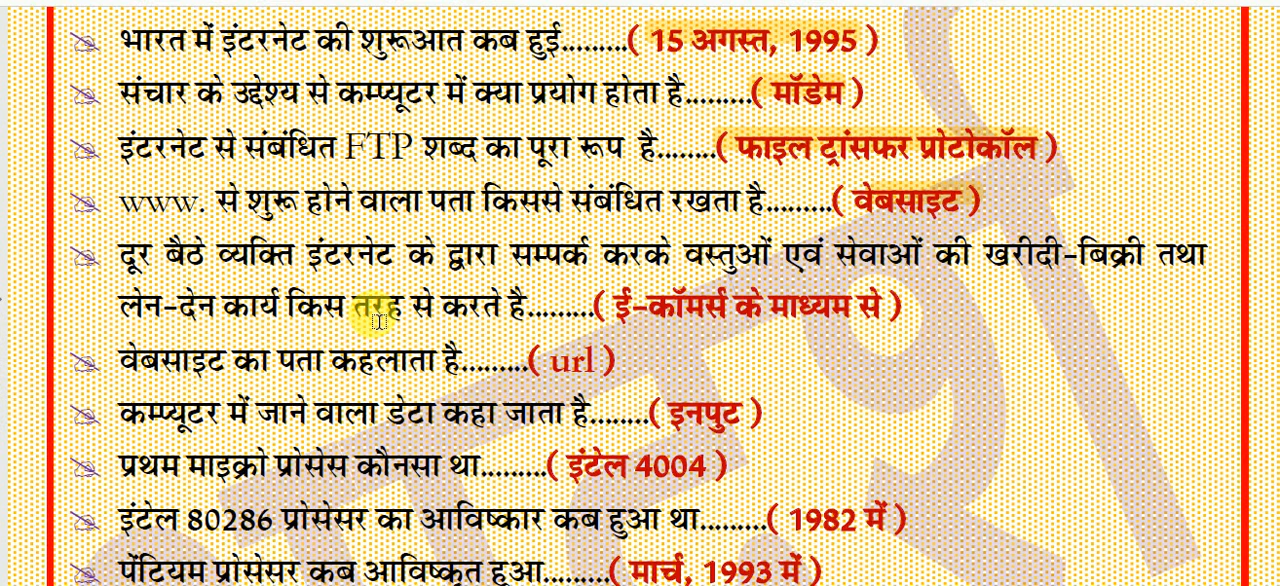 भारत में इंटरनेट की शुरूआत कब हुई.........( 15 अगस्त, 1995 )
संचार के उद्देश्य से कम्प्यूटर में क्या प्रयोग होता है.........( मॉडेम )
इंटरनेट से संबंधित FTP शब्द का पूरा रूप है........( फाइल ट्रांसफर प्रोटोकॉल )
www. से शुरू होने वाला पता किससे संबंधित रखता है.........( वेबसाइट )
दूर बैठे व्यक्ति इंटरनेट के द्वारा सम्पर्क करके वस्तुओं एवं सेवाओं की खरीदी-बिक्री तथा
लेन-देन कार्य किस तरह से करते है.........( ई-कॉमर्स के माध्यम से )
वेबसाइट का पता कहलाता है.........( url )
कम्प्यूटर में जाने वाला डेटा कहा जाता है........( इनपुट )
प्रथम माइक्रो प्रोसेस कौनसा था.........( इंटेल 4004 )
इंटेल 80286 प्रोसेसर का आविष्कार कब हुआ था.........( 1982 में )
पेंटियम प्रोसेसर कब आविष्कृत हुआ.........( मार्च, 1993 में )